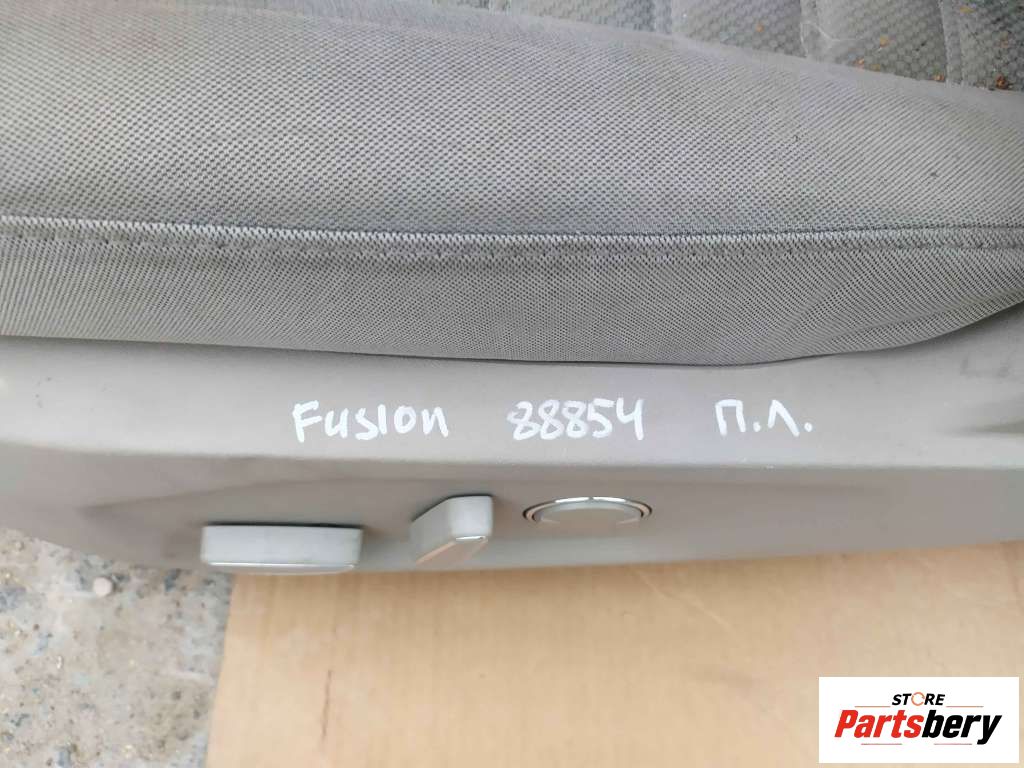 Fusion 88854 П.Л.
STORE
Partsbery